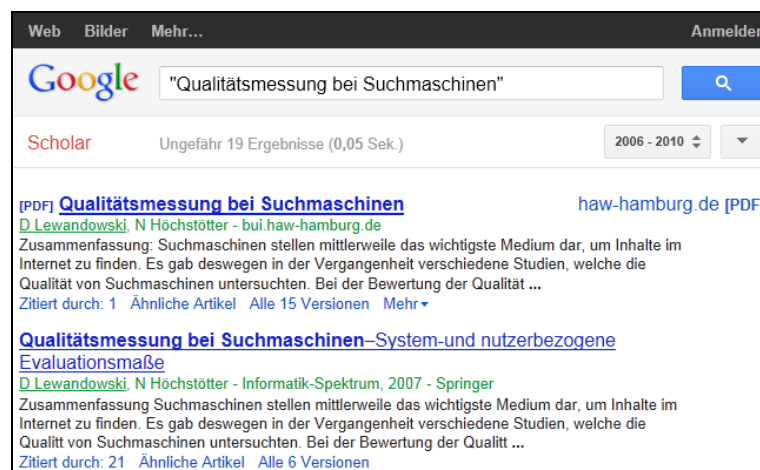 Web Bilder Mehr... Anmelden
Google "Qualitätsmessung bei Suchmaschinen"
Scholar Ungefähr 19 Ergebnisse (0,05 Sek.) 2006 - 2010
[PDF] Qualitätsmessung bei Suchmaschinen haw-hamburg.de [PDF
D Lewandowski, N Höchstötter - bui.haw-hamburg.de
Zusammenfassung: Suchmaschinen stellen mittlerweile das wichtigste Medium dar, um Inhalte im
Internet zu finden. Es gab deswegen in der Vergangenheit verschiedene Studien, welche die
Qualität von Suchmaschinen untersuchten. Bei der Bewertung der Qualität ...
Zitiert durch: 1 Ähnliche Artikel Alle 15 Versionen Mehr
Qualitätsmessung bei Suchmaschinen–System-und nutzerbezogene
Evaluationsmaße
D Lewandowski, N Höchstötter - Informatik-Spektrum, 2007 - Springer
Zusammenfassung Suchmaschinen stellen mittlerweile das wichtigste Medium dar, um Inhalte im
Internet zu finden. Es gab deswegen in der Vergangenheit verschiedene Studien, welche die
Qualitt von Suchmaschinen untersuchten. Bei der Bewertung der Qualitt ...
Zitiert durch: 21 Ähnliche Artikel Alle 6 Versionen